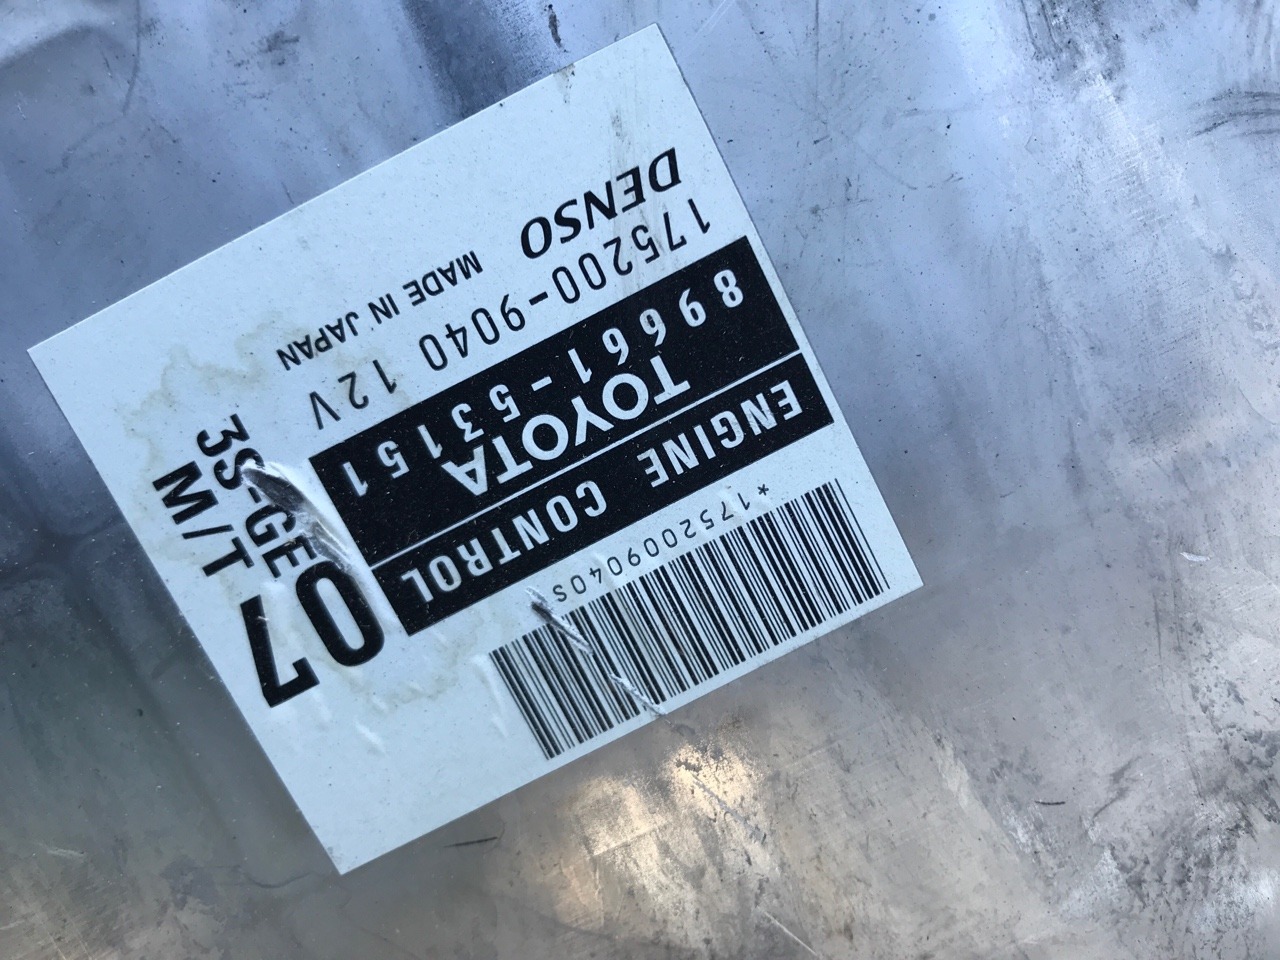 *1752009040S
ENGINE CONTROL
TOYOTA
89661-53151
175200-9040 12V
DENSO MADE IN JAPAN
07
3S-GE
M/T